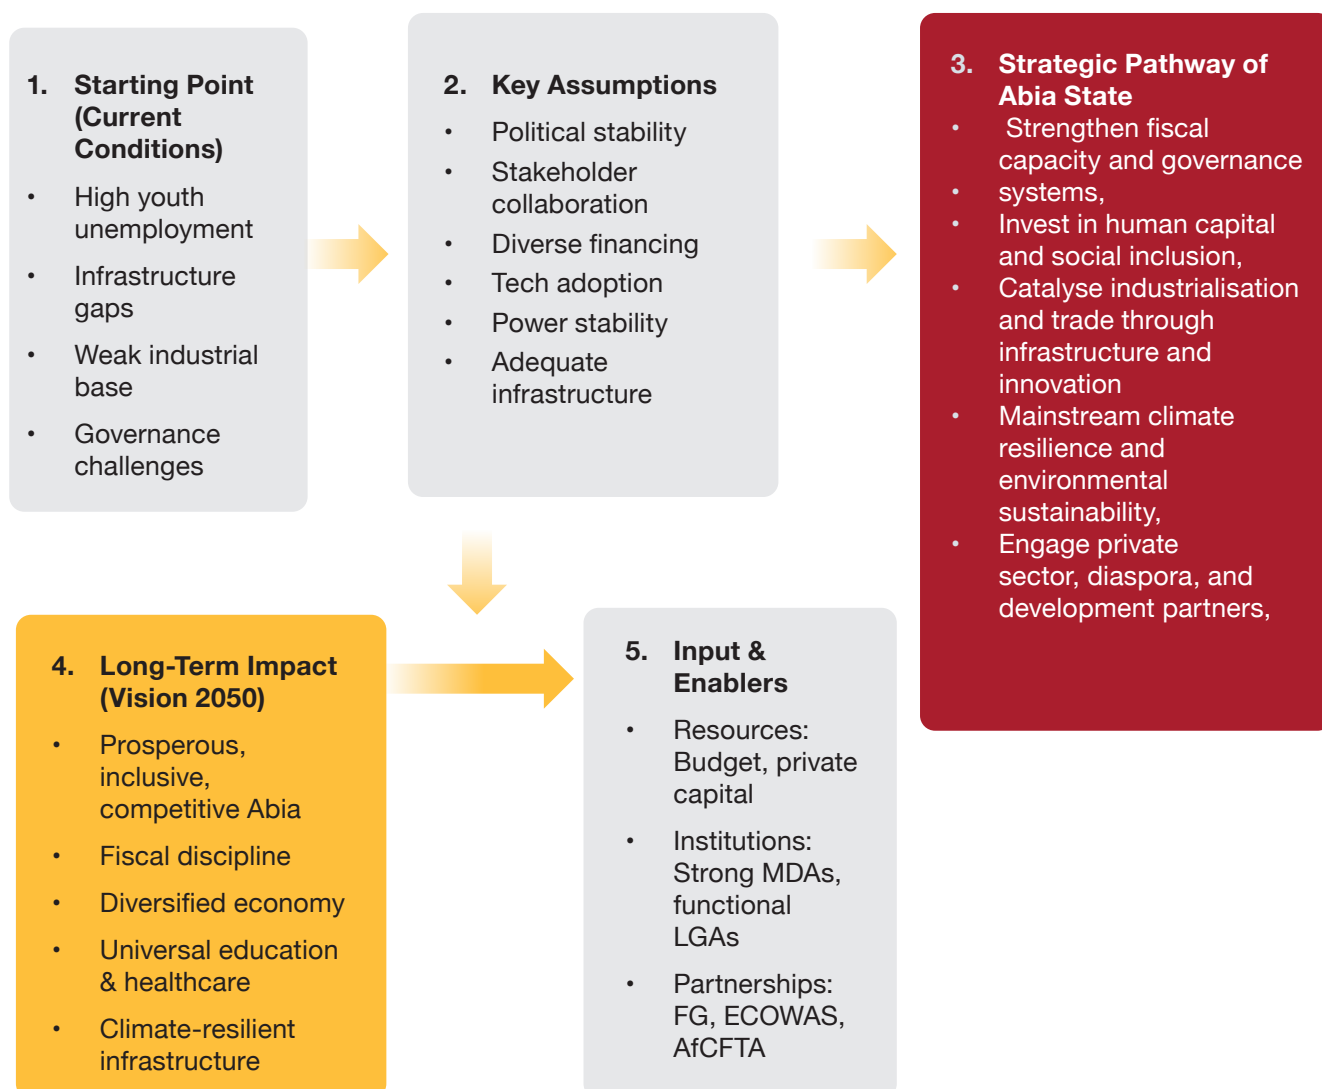 1. Starting Point
(Current
Conditions)
• High youth
unemployment
• Infrastructure
gaps
• Weak industrial
base
• Governance
challenges
2. Key Assumptions
• Political stability
• Stakeholder
collaboration
• Diverse financing
• Tech adoption
• Power stability
• Adequate
infrastructure
3. Strategic Pathway of
Abia State
• Strengthen fiscal
capacity and governance
• systems,
• Invest in human capital
and social inclusion,
• Catalyse industrialisation
and trade through
infrastructure and
innovation
• Mainstream climate
resilience and
environmental
sustainability,
• Engage private
sector, diaspora, and
development partners,
4. Long-Term Impact
(Vision 2050)
• Prosperous,
inclusive,
competitive Abia
• Fiscal discipline
• Diversified economy
• Universal education
& healthcare
• Climate-resilient
infrastructure
5. Input &
Enablers
• Resources:
Budget, private
capital
• Institutions:
Strong MDAs,
functional
LGAs
• Partnerships:
FG, ECOWAS,
AfCFTA